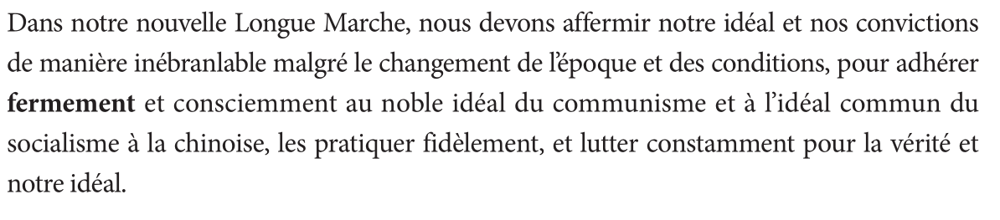 Dans notre nouvelle Longue Marche, nous devons affermir notre idéal et nos convictions
de manière inébranlable malgré le changement de l’époque et des conditions, pour adhérer
fermement et consciemment au noble idéal du communisme et à l’idéal commun du
socialisme à la chinoise, les pratiquer fidèlement, et lutter constamment pour la vérité et
notre idéal.